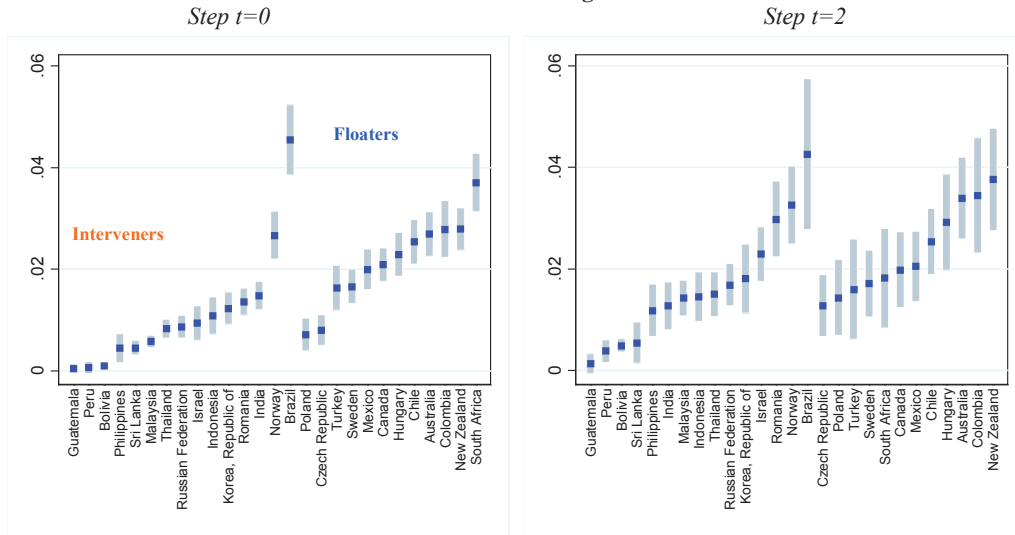 Step t=0
.06
.04
.02
0
Interveners
Floaters
Guatemala
Peru
Bolivia
Philippines
Sri Lanka
Malaysia
Thailand
Russian Federation
Israel
Indonesia
Korea, Republic of
Romania
India
Norway
Brazil
Poland
Czech Republic
Turkey
Sweden
Mexico
Canada
Hungary
Chile
Australia
Colombia
New Zealand
South Africa
Step t=2
.06
.04
.02
0
Guatemala
Peru
Bolivia
Sri Lanka
Philippines
India
Malaysia
Indonesia
Thailand
Russian Federation
Korea, Republic of
Israel
Romania
Norway
Brazil
Czech Republic
Poland
Turkey
Sweden
South Africa
Canada
Mexico
Chile
Hungary
Australia
Colombia
New Zealand